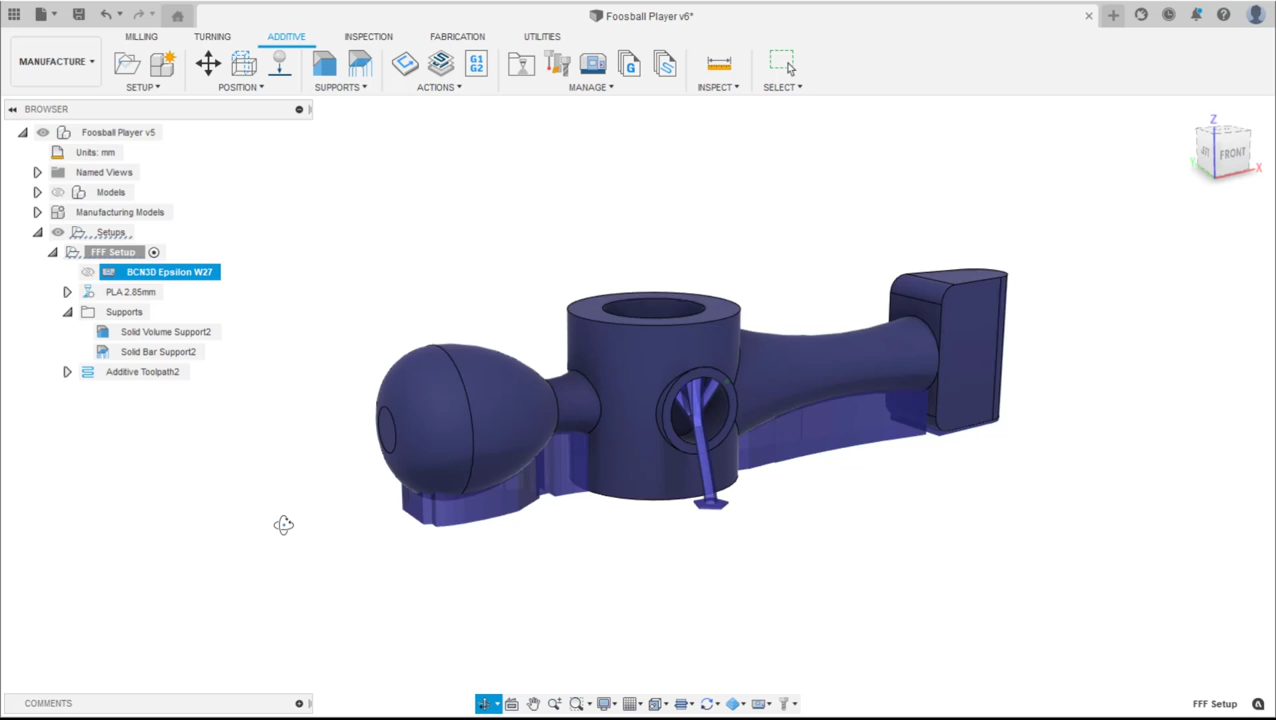 Foosball Player v6*
MANUFACTURE
MILLING
TURNING
ADDITIVE
INSPECTION
FABRICATION
UTILITIES
G1
G2
G
SETUP
POSITION
SUPPORTS
ACTIONS
MANAGE
INSPECT
SELECT
BROWSER
Foosball Player v5
Units: mm
Named Views
Models
Manufacturing Models
Setups
FFF Setup
BCN3D Epsilon W27
PLA 2.85mm
Supports
Solid Volume Support2
Solid Bar Support2
Additive Toolpath2
Z
FRONT
X
Y
COMMENTS
FFF Setup